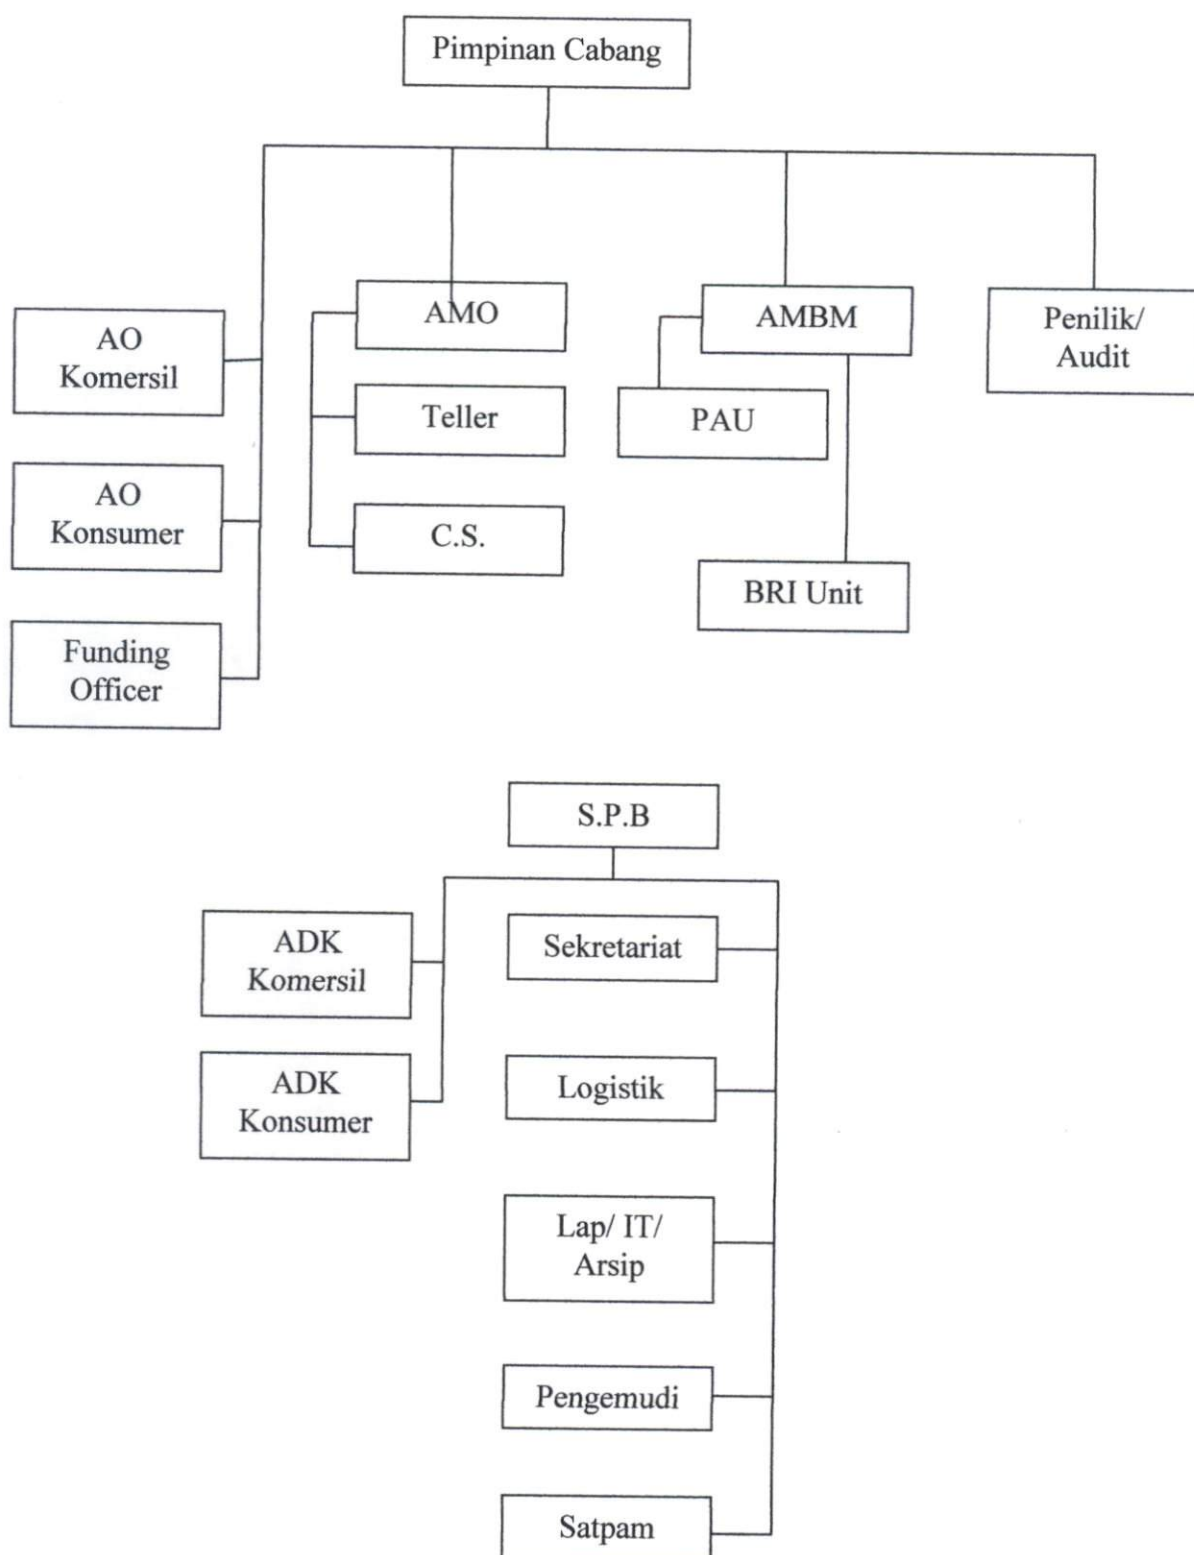 Pimpinan Cabang
AO
Komersil
AO
Konsumer
Funding
Officer
AMO
Teller
C.S.
AMBM
PAU
BRI Unit
Penilik/
Audit
S.P.B
ADK
Komersil
ADK
Konsumer
Sekretariat
Logistik
Lap/ IT/
Arsip
Pengemudi
Satpam